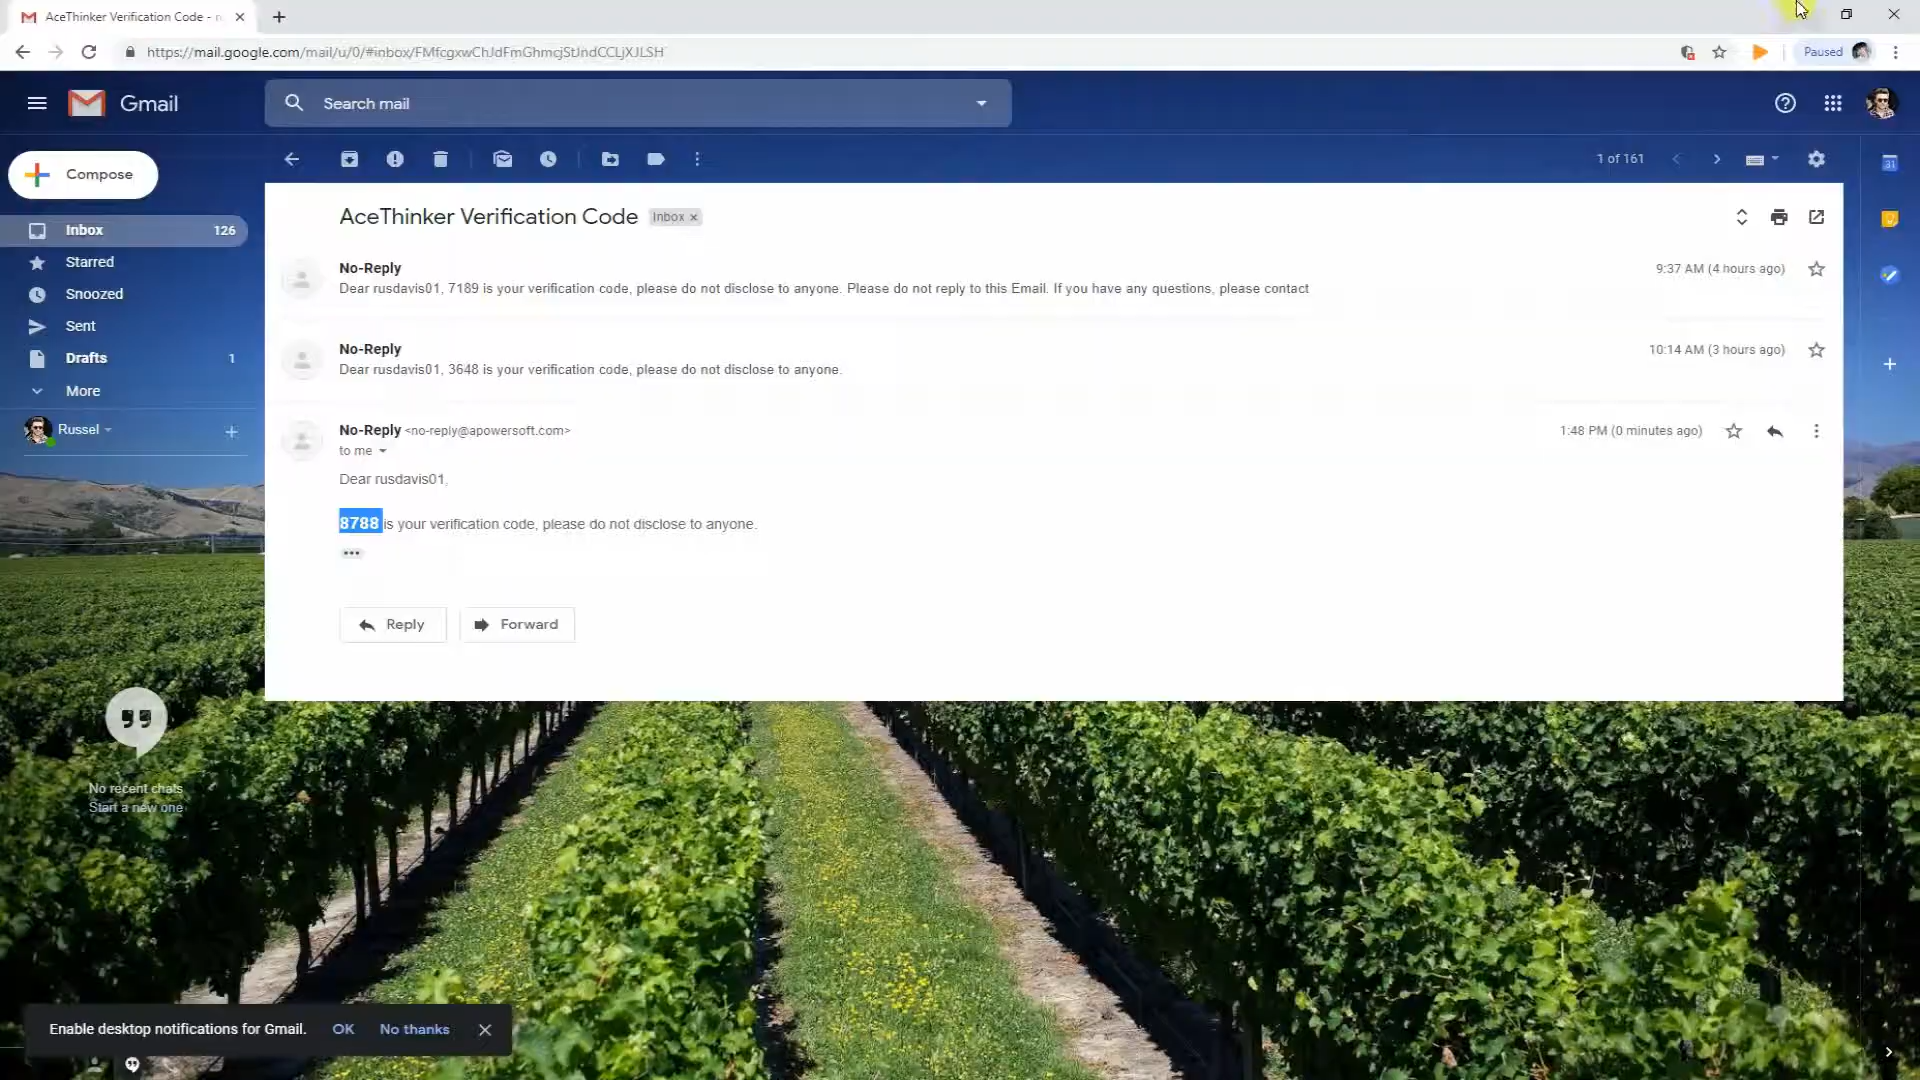 AceThinker Verification Code - n
https://mail.google.com/mail/u/0/#inbox/FMfcgxwChJdFmGhmcjStJndCCLjXJLSH
Paused
Gmail
Search mail
Compose
1 of 161
31
Inbox 126
Starred
Snoozed
Sent
Drafts 1
More
Russel
AceThinker Verification Code
Inbox x
No-Reply
9:37 AM (4 hours ago)
Dear rusdavis01, 7189 is your verification code, please do not disclose to anyone. Please do not reply to this Email. If you have any questions, please contact
No-Reply
10:14 AM (3 hours ago)
Dear rusdavis01, 3648 is your verification code, please do not disclose to anyone.
No-Reply <no-reply@apowersoft.com>
1:48 PM (0 minutes ago)
to me
Dear rusdavis01,
8788 is your verification code, please do not disclose to anyone.
Reply
Forward
No recent chats
Start a new one
Enable desktop notifications for Gmail. OK No thanks